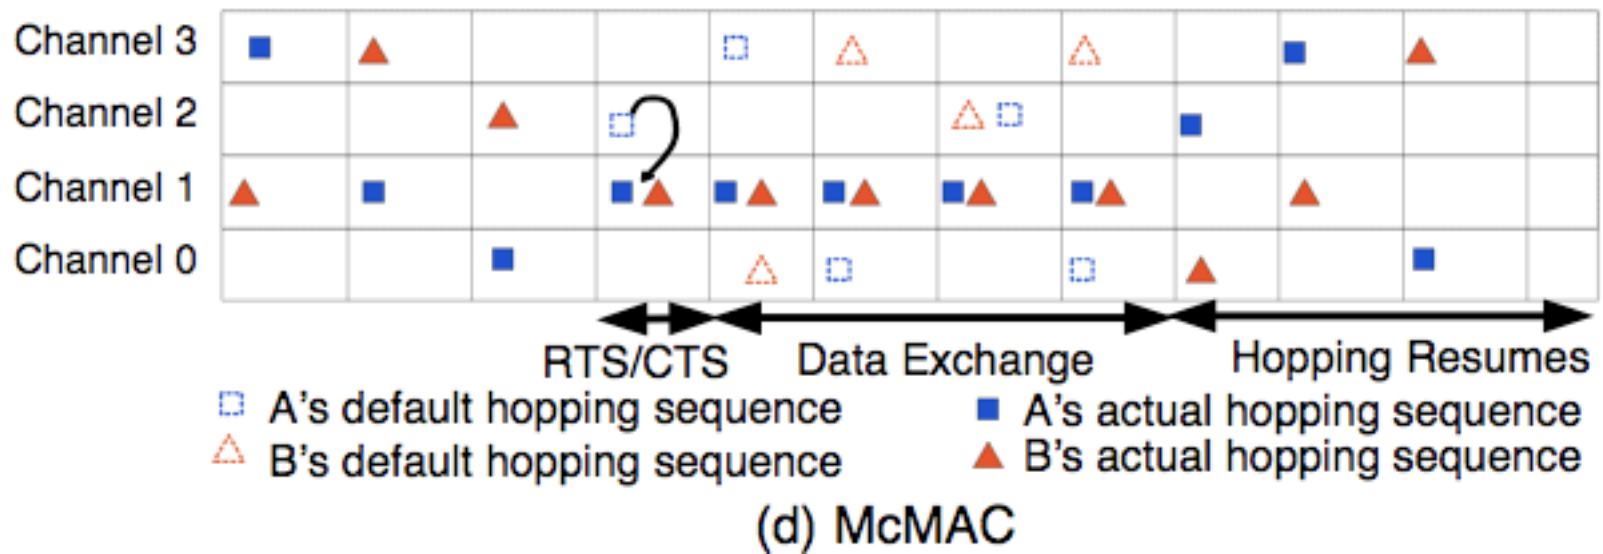 Channel 3
Channel 2
Channel 1
Channel 0
RTS/CTS Data Exchange Hopping Resumes
A's default hopping sequence A's actual hopping sequence
B's default hopping sequence B's actual hopping sequence
(d) McMAC